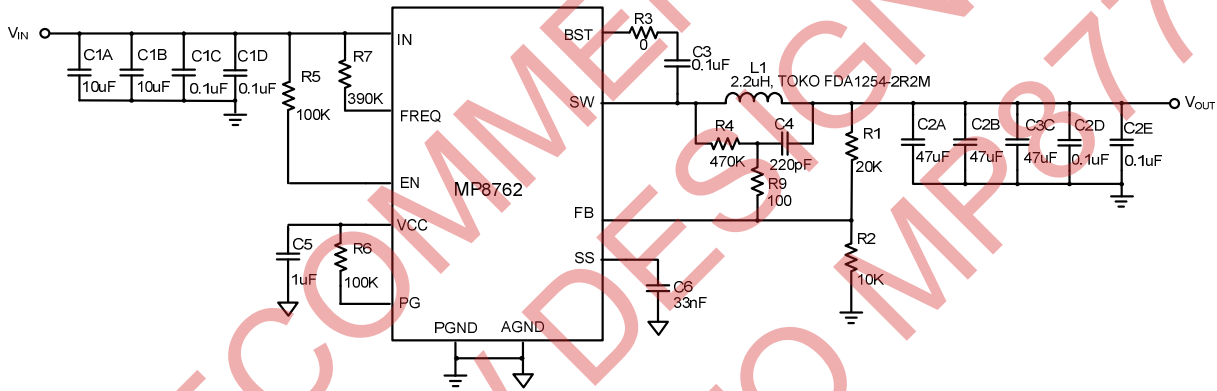 VIN
C1A
10uF
C1B
10uF
C1C
0.1uF
C1D
0.1uF
R5
100K
R7
390K
IN
FREQ
EN
VCC
PG
PGND
AGND
MP8762
BST
SW
FB
SS
R3
0
C3
0.1uF
L1
2.2uH, TOKO FDA1254-2R2M
R4
470K
C4
220pF
R9
100
R1
20K
R2
10K
C2A
47uF
C2B
47uF
C3C
47uF
C2D
0.1uF
C2E
0.1uF
VOUT
C5
1uF
R6
100K
C6
33nF